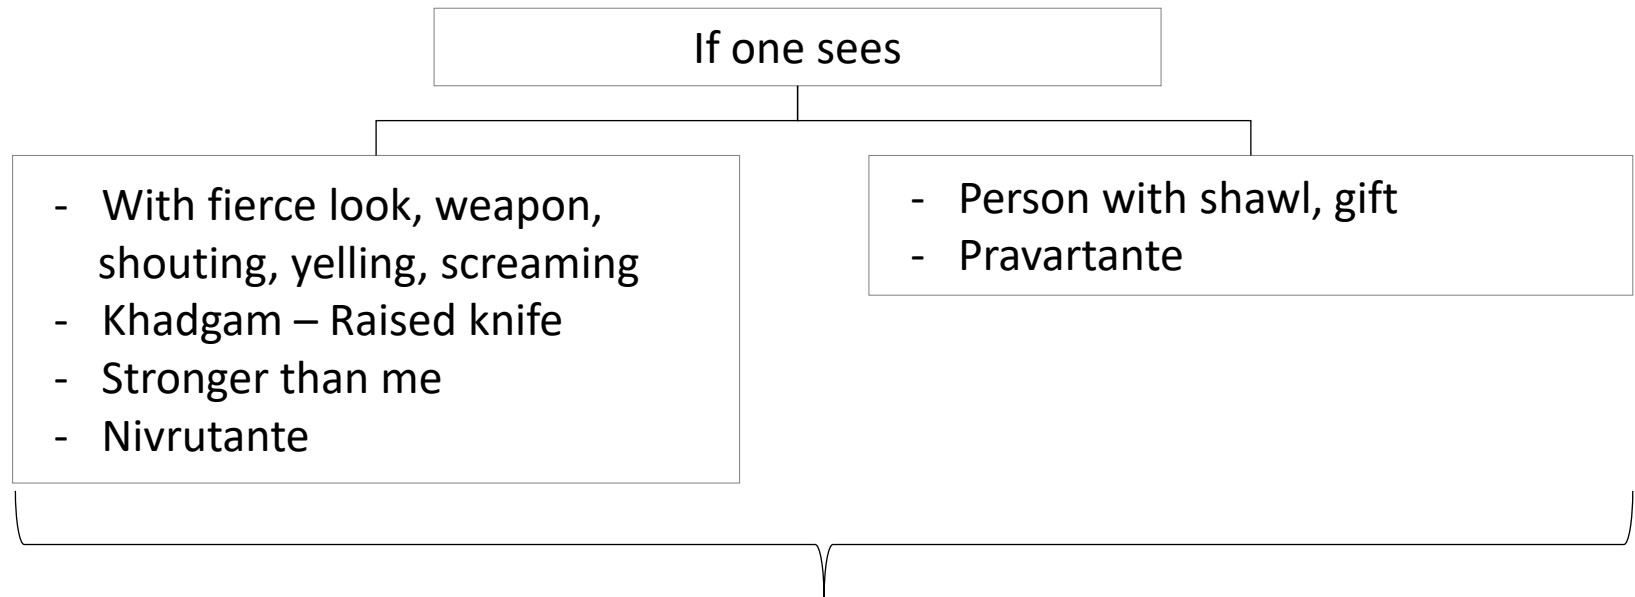 If one sees
- With fierce look, weapon,
shouting, yelling, screaming
- Khadgam – Raised knife
- Stronger than me
- Nivrutante
- Person with shawl, gift
- Pravartante